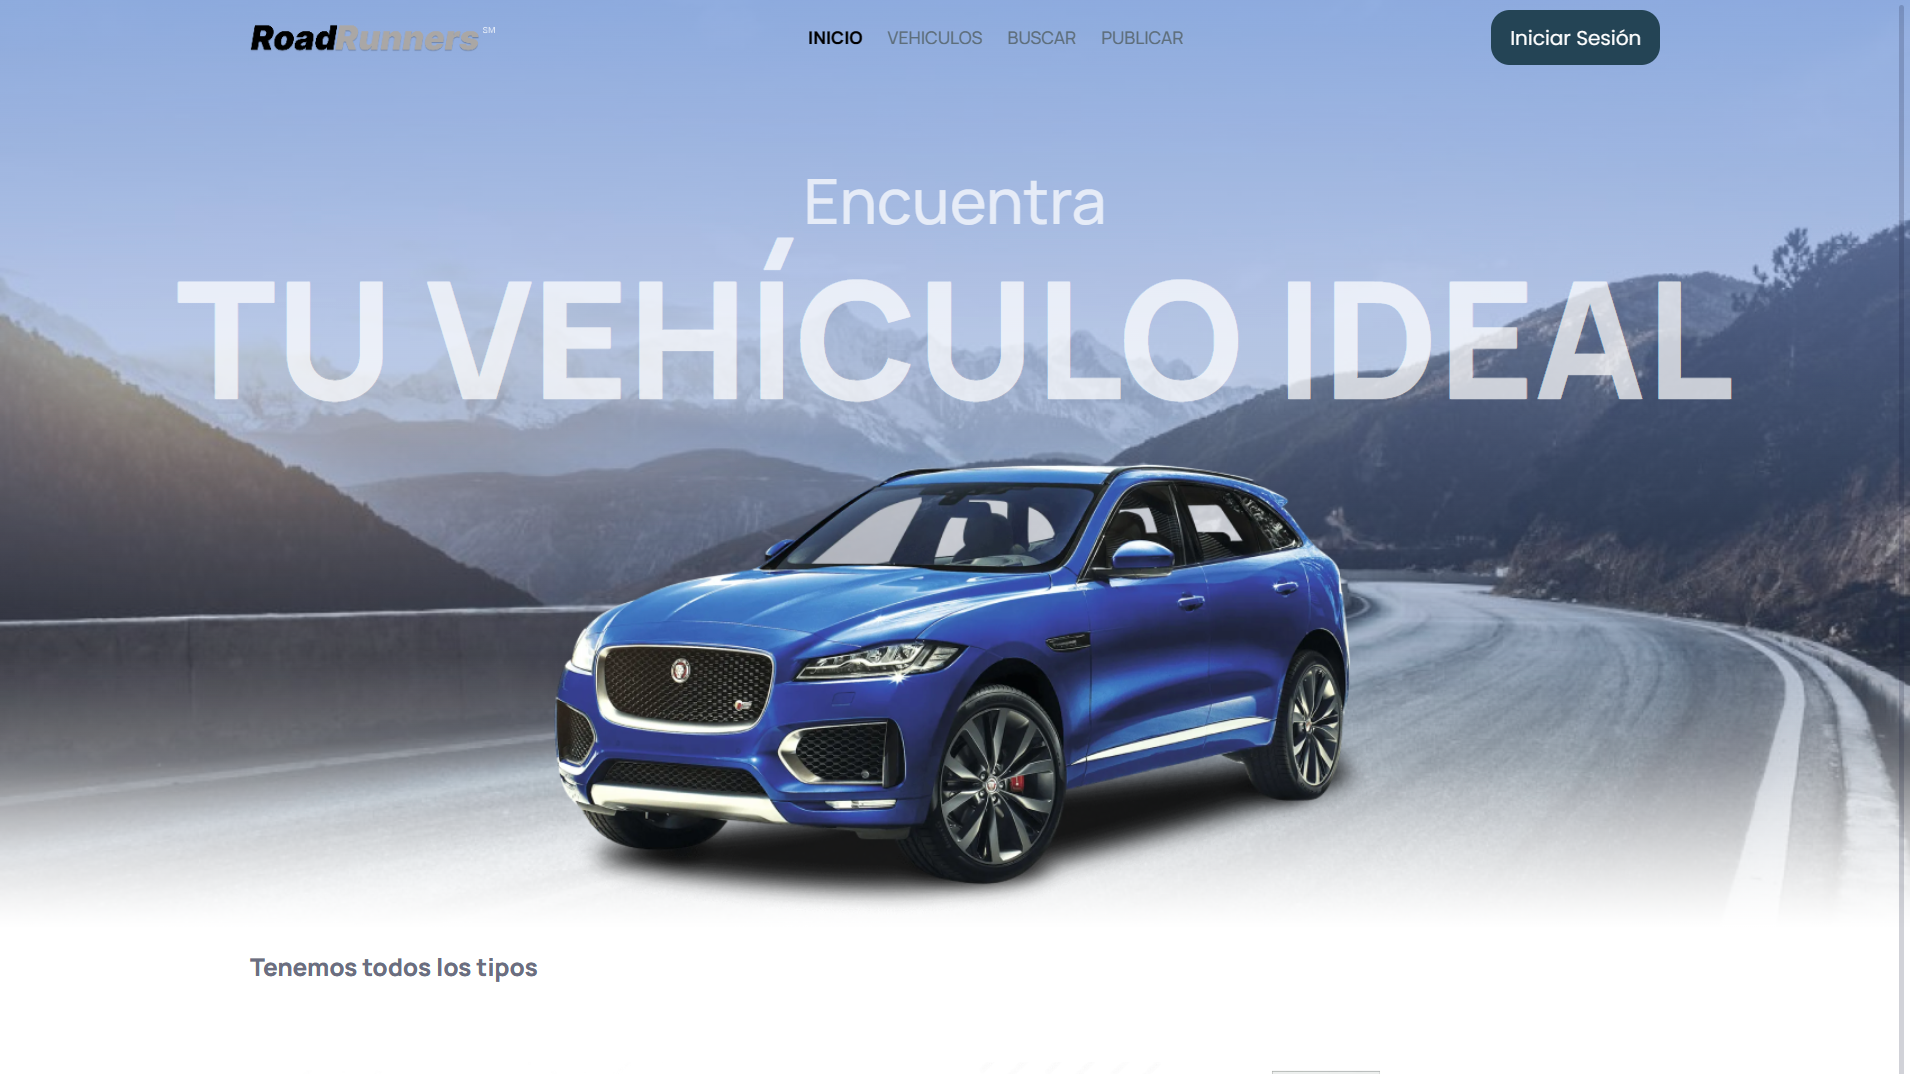 RoadRunners SM
INICIO VEHICULOS BUSCAR PUBLICAR
Iniciar Sesión
Encuentra
TU VEHÍCULO IDEAL
Tenemos todos los tipos